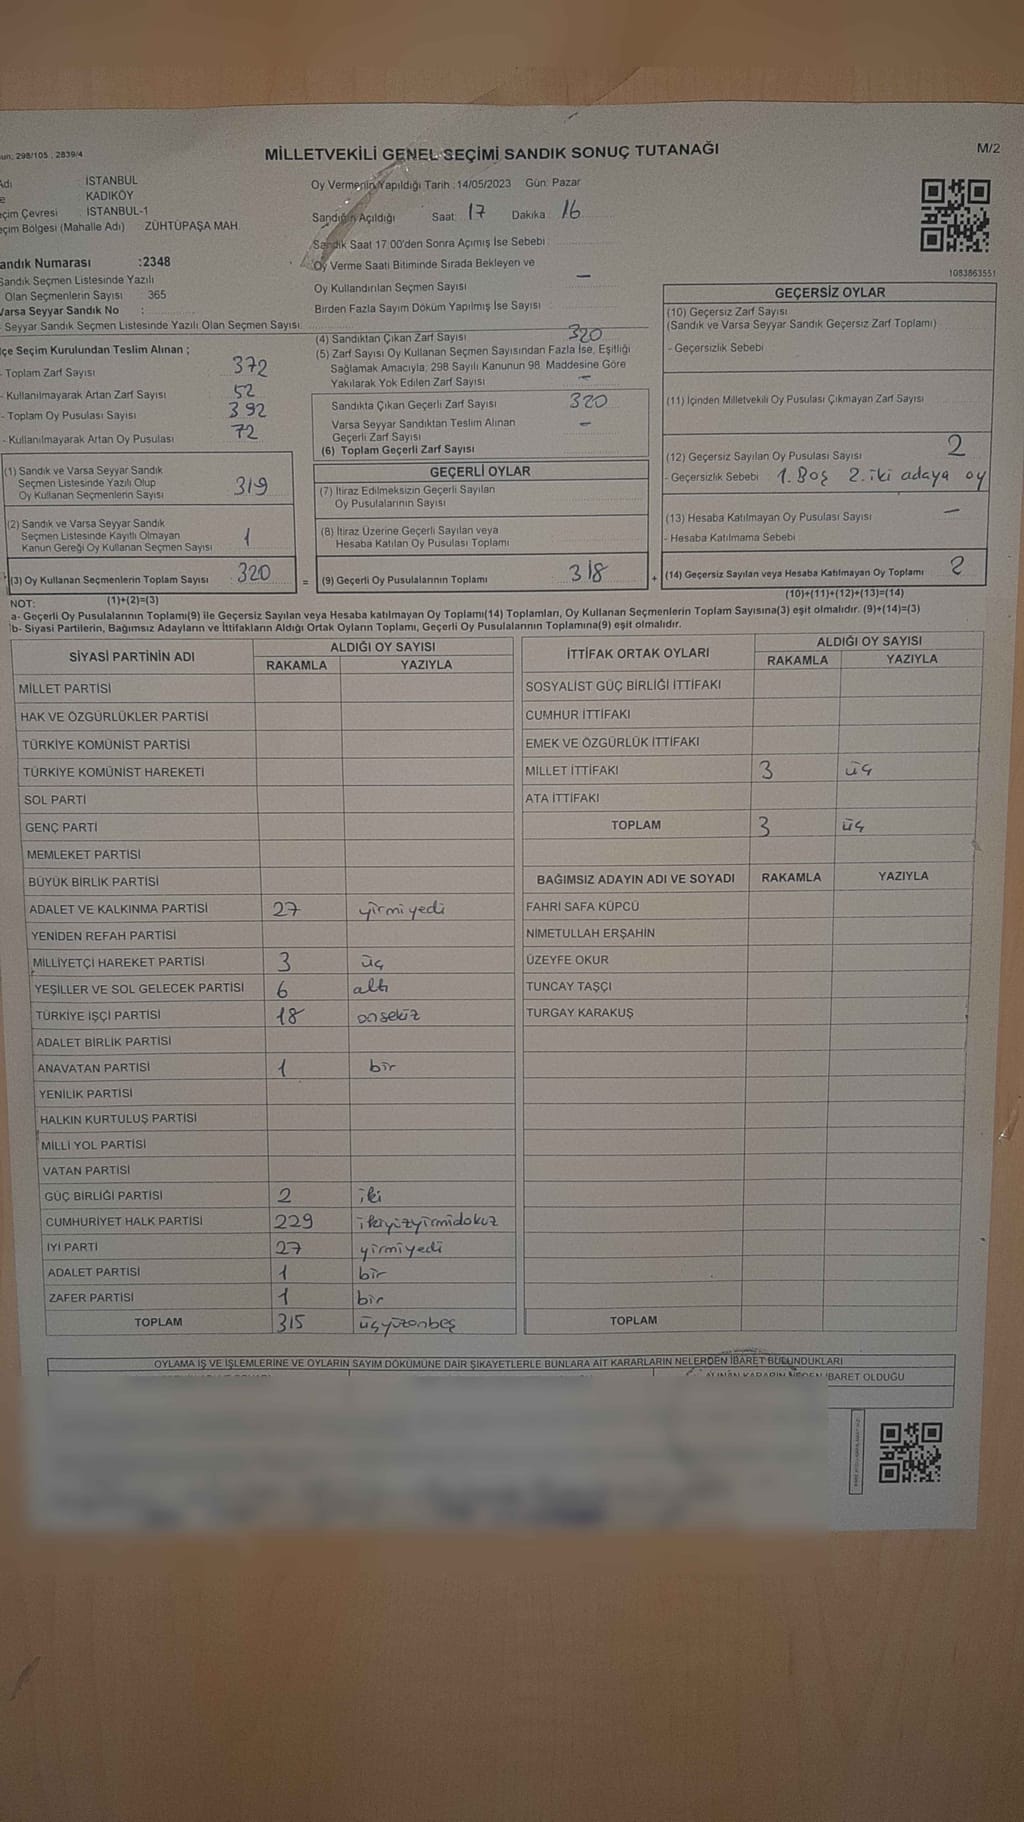 298/105 , 2839/4
MİLLETVEKİLİ GENEL SEÇİMİ SANDIK SONUÇ TUTANAĞI
M/2
İSTANBUL
KADIKÖY
İSTANBUL-1
Bölgesi (Mahalle Adı) ZÜHTÜPAŞA MAH.
Oy Vermenin Yapıldığı Tarih :14/05/2023 Gün: Pazar
Sandığın Açıldığı Saat: 17 Dakika: 16
Sandık Saat 17:00'den Sonra Açımış İse Sebebi :
Oy Verme Saati Bitiminde Sırada Bekleyen ve
Oy Kullandırılan Seçmen Sayısı —
Birden Fazla Sayım Döküm Yapılmış İse Sayısı :
1083863551
andık Numarası :2348
Sandık Seçmen Listesinde Yazılı
Olan Seçmenlerin Sayısı : 365
Varsa Seyyar Sandık No :
- Seyyar Sandık Seçmen Listesinde Yazılı Olan Seçmen Sayısı:
çe Seçim Kurulundan Teslim Alınan ;
- Toplam Zarf Sayısı 372
- Kullanılmayarak Artan Zarf Sayısı 52
- Toplam Oy Pusulası Sayısı 392
- Kullanılmayarak Artan Oy Pusulası 72
(1) Sandık ve Varsa Seyyar Sandık
Seçmen Listesinde Yazılı Olup
Oy Kullanan Seçmenlerin Sayısı 319
(2) Sandık ve Varsa Seyyar Sandık
Seçmen Listesinde Kayıtlı Olmayan
Kanun Gereği Oy Kullanan Seçmen Sayısı 1
(3) Oy Kullanan Seçmenlerin Toplam Sayısı 320
(1)+(2)=(3)
(4) Sandıktan Çıkan Zarf Sayısı 320
(5) Zarf Sayısı Oy Kullanan Seçmen Sayısından Fazla İse, Eşitliği
Sağlamak Amacıyla, 298 Sayılı Kanunun 98. Maddesine Göre
Yakılarak Yok Edilen Zarf Sayısı —
Sandıkta Çıkan Geçerli Zarf Sayısı 320
Varsa Seyyar Sandıktan Teslim Alınan
Geçerli Zarf Sayısı —
(6) Toplam Geçerli Zarf Sayısı
GEÇERLİ OYLAR
(7) İtiraz Edilmeksizin Geçerli Sayılan
Oy Pusulalarının Sayısı
(8) İtiraz Üzerine Geçerli Sayılan veya
Hesaba Katılan Oy Pusulası Toplamı
= (9) Geçerli Oy Pusulalarının Toplamı 318 +
GEÇERSİZ OYLAR
(10) Geçersiz Zarf Sayısı
(Sandık ve Varsa Seyyar Sandık Geçersiz Zarf Toplamı)
- Geçersizlik Sebebi
(11) İçinden Milletvekili Oy Pusulası Çıkmayan Zarf Sayısı
(12) Geçersiz Sayılan Oy Pusulası Sayısı 2
- Geçersizlik Sebebi : 1. Boş 2. iki adaya oy
(13) Hesaba Katılmayan Oy Pusulası Sayısı —
- Hesaba Katılmama Sebebi
(14) Geçersiz Sayılan veya Hesaba Katılmayan Oy Toplamı 2
(10)+(11)+(12)+(13)=(14)
NOT:
a- Geçerli Oy Pusulalarının Toplamı(9) ile Geçersiz Sayılan veya Hesaba katılmayan Oy Toplamı(14) Toplamları, Oy Kullanan Seçmenlerin Toplam Sayısına(3) eşit olmalıdır. (9)+(14)=(3)
b- Siyasi Partilerin, Bağımsız Adayların ve İttifakların Aldığı Ortak Oyların Toplamı, Geçerli Oy Pusulalarının Toplamına(9) eşit olmalıdır.
SİYASİ PARTİNİN ADI ALDIĞI OY SAYISI
RAKAMLA YAZIYLA
MİLLET PARTİSİ
HAK VE ÖZGÜRLÜKLER PARTİSİ
TÜRKİYE KOMÜNİST PARTİSİ
TÜRKİYE KOMÜNİST HAREKETİ
SOL PARTİ
GENÇ PARTİ
MEMLEKET PARTİSİ
BÜYÜK BİRLİK PARTİSİ
ADALET VE KALKINMA PARTİSİ 27 yirmiyedi
YENİDEN REFAH PARTİSİ
MİLLİYETÇİ HAREKET PARTİSİ 3 üç
YEŞİLLER VE SOL GELECEK PARTİSİ 6 altı
TÜRKİYE İŞÇİ PARTİSİ 18 onsekiz
ADALET BİRLİK PARTİSİ
ANAVATAN PARTİSİ 1 bir
YENİLİK PARTİSİ
HALKIN KURTULUŞ PARTİSİ
MİLLİ YOL PARTİSİ
VATAN PARTİSİ
GÜÇ BİRLİĞİ PARTİSİ 2 iki
CUMHURİYET HALK PARTİSİ 229 ikiyüzyirmidokuz
İYİ PARTİ 27 yirmiyedi
ADALET PARTİSİ 1 bir
ZAFER PARTİSİ 1 bir
TOPLAM 315 üçyüzonbeş
İTTİFAK ORTAK OYLARI ALDIĞI OY SAYISI
RAKAMLA YAZIYLA
SOSYALİST GÜÇ BİRLİĞİ İTTİFAKI
CUMHUR İTTİFAKI
EMEK VE ÖZGÜRLÜK İTTİFAKI
MİLLET İTTİFAKI 3 üç
ATA İTTİFAKI
TOPLAM 3 üç
BAĞIMSIZ ADAYIN ADI VE SOYADI RAKAMLA YAZIYLA
FAHRİ SAFA KÜPCÜ
NİMETULLAH ERŞAHİN
ÜZEYFE OKUR
TUNCAY TAŞÇI
TURGAY KARAKUŞ
TOPLAM
OYLAMA İŞ VE İŞLEMLERİNE VE OYLARIN SAYIM DÖKÜMÜNE DAİR ŞİKAYETLERLE BUNLARA AİT KARARLARIN NELERDEN İBARET BULUNDUKLARI
ALINAN KARARIN NEDEN İBARET OLDUĞU